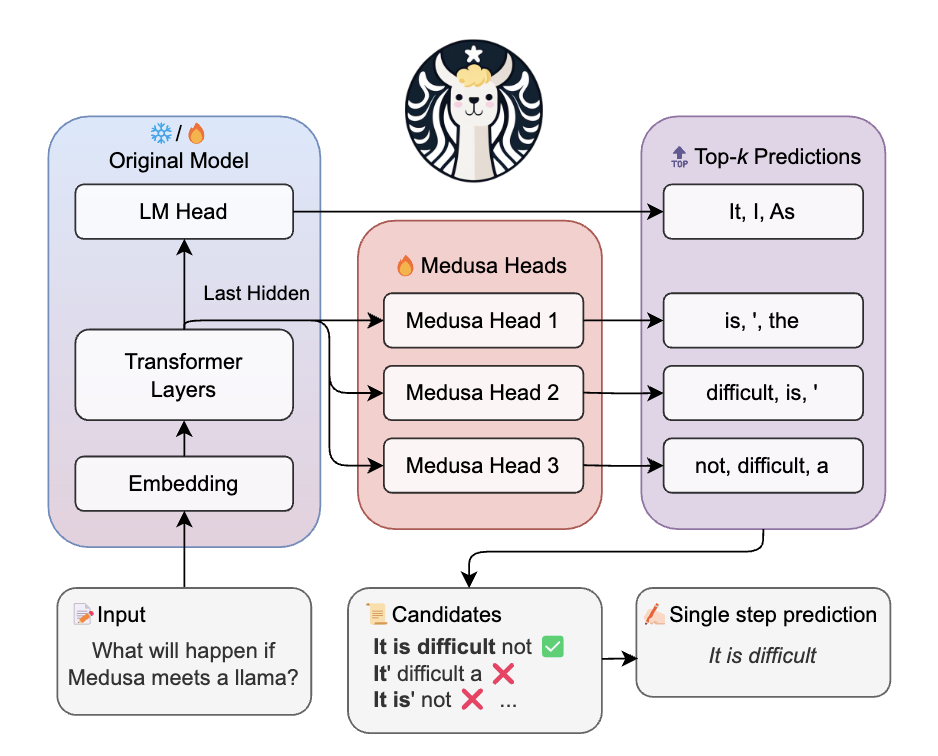 ❄️/🔥
Original Model
LM Head
Last Hidden
Transformer
Layers
Embedding
🔥 Medusa Heads
Medusa Head 1
Medusa Head 2
Medusa Head 3
TOP Top-k Predictions
It, I, As
is, ', the
difficult, is, '
not, difficult, a
📝Input
What will happen if
Medusa meets a llama?
📜Candidates
It is difficult not ✅
It' difficult a ❌
It is' not ❌ ...
✍🏻Single step prediction
It is difficult